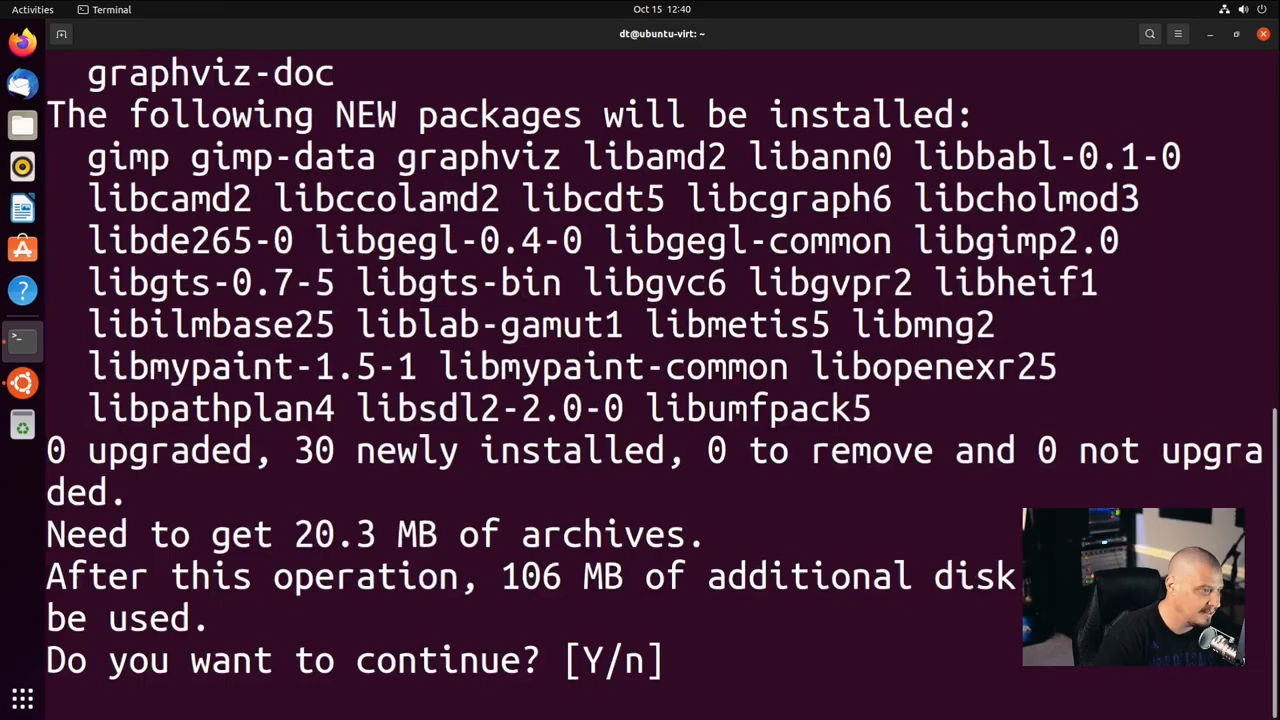 Activities
Terminal
Oct 15 12:40
dt@ubuntu-virt: ~
graphviz-doc
The following NEW packages will be installed:
gimp gimp-data graphviz libamd2 libann0 libbabl-0.1-0
libcamd2 libccolamd2 libcdt5 libcgraph6 libcholmod3
libde265-0 libgegl-0.4-0 libgegl-common libgimp2.0
libgts-0.7-5 libgts-bin libgvc6 libgvpr2 libheif1
libilmbase25 liblab-gamut1 libmetis5 libmng2
libmypaint-1.5-1 libmypaint-common libopenexr25
libpathplan4 libsdl2-2.0-0 libumfpack5
0 upgraded, 30 newly installed, 0 to remove and 0 not upgra
ded.
Need to get 20.3 MB of archives.
After this operation, 106 MB of additional disk
be used.
Do you want to continue? [Y/n]